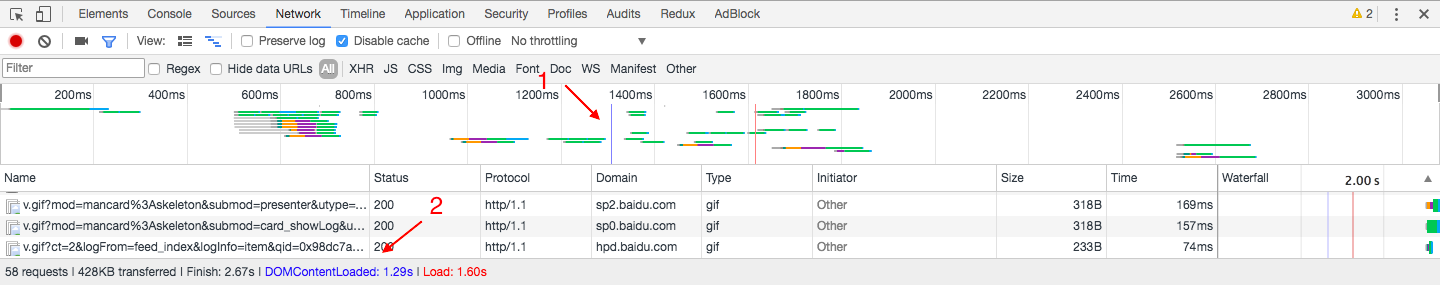 Elements Console Sources Network Timeline Application Security Profiles Audits Redux AdBlock 2
View: Preserve log Disable cache Offline No throttling
Filter Regex Hide data URLs All XHR JS CSS Img Media Font Doc WS Manifest Other
1
200ms 400ms 600ms 800ms 1000ms 1200ms 1400ms 1600ms 1800ms 2000ms 2200ms 2400ms 2600ms 2800ms 3000ms
Name Status Protocol Domain Type Initiator Size Time Waterfall 2.00 s
v.gif?mod=mancard%3Askeleton&submod=presenter&utype=... 200 http/1.1 sp2.baidu.com gif Other 318B 169ms
2
v.gif?mod=mancard%3Askeleton&submod=card_showLog&u... 200 http/1.1 sp0.baidu.com gif Other 318B 157ms
v.gif?ct=2&logFrom=feed_index&logInfo=item&qid=0x98dc7a... 200 http/1.1 hpd.baidu.com gif Other 233B 74ms
58 requests | 428KB transferred | Finish: 2.67s | DOMContentLoaded: 1.29s | Load: 1.60s